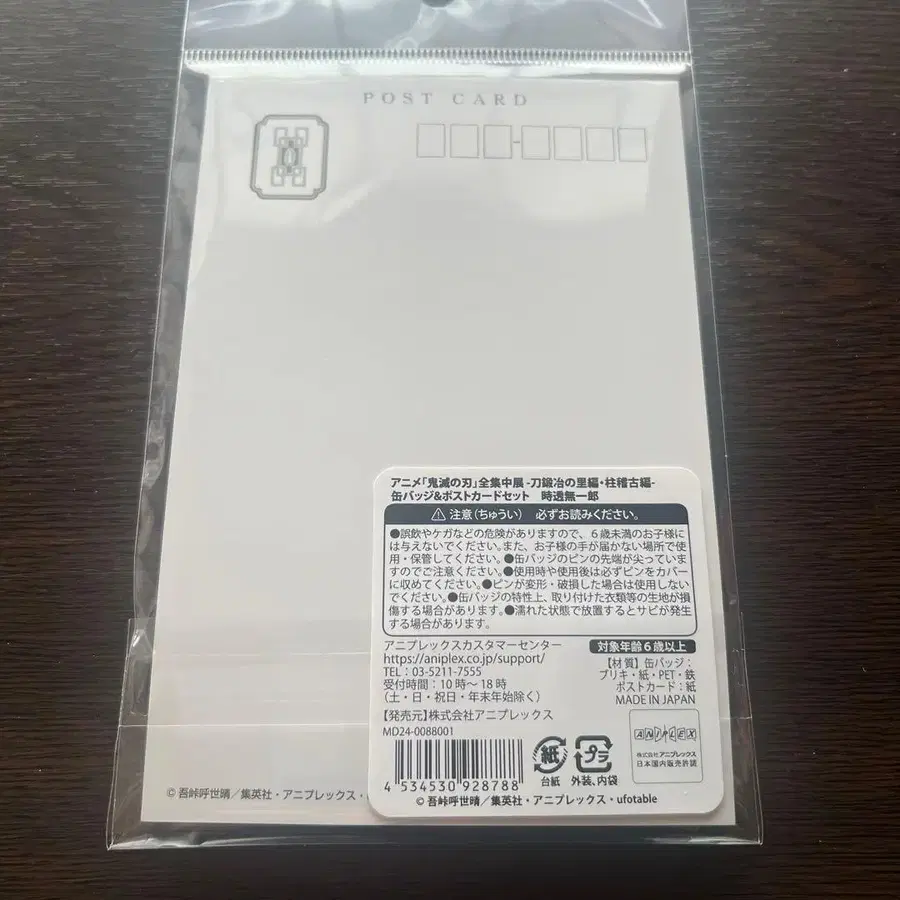 POST CARD
アニメ「鬼滅の刃」全集中展 -刀鍛冶の里編・柱稽古編-
缶バッジ&ポストカードセット 時透無一郎
⚠ 注意(ちゅうい) 必ずお読みください。
●誤飲やケガなどの危険がありますので、6歳未満のお子様に
は与えないでください。また、お子様の手が届かない場所で使
用・保管してください。●缶バッジのピンの先端が尖っていま
すのでご注意ください。●使用時や使用後は必ずピンをカバー
に収めてください。●ピンが変形・破損した場合は使用しない
でください。●缶バッジの特性上、取り付けた衣類等の生地が損
傷する場合があります。●濡れた状態で放置するとサビが発生
する場合があります。
アニプレックスカスタマーセンター
https://aniplex.co.jp/support/
TEL:03-5211-7555
受付時間:10時~18時
(土・日・祝日・年末年始除く)
【発売元】株式会社アニプレックス
MD24-0088001
対象年齢6歳以上
【材質】缶バッジ:
ブリキ・紙・PET・鉄
ポストカード:紙
MADE IN JAPAN
4 534530 928788
紙
台紙
プラ
外装、内袋
ANIPLEX
株式会社アニプレックス
日本国内販売許諾
© 吾峠呼世晴/集英社・アニプレックス・ufotable
© 吾峠呼世晴/集英社・アニプレックス・